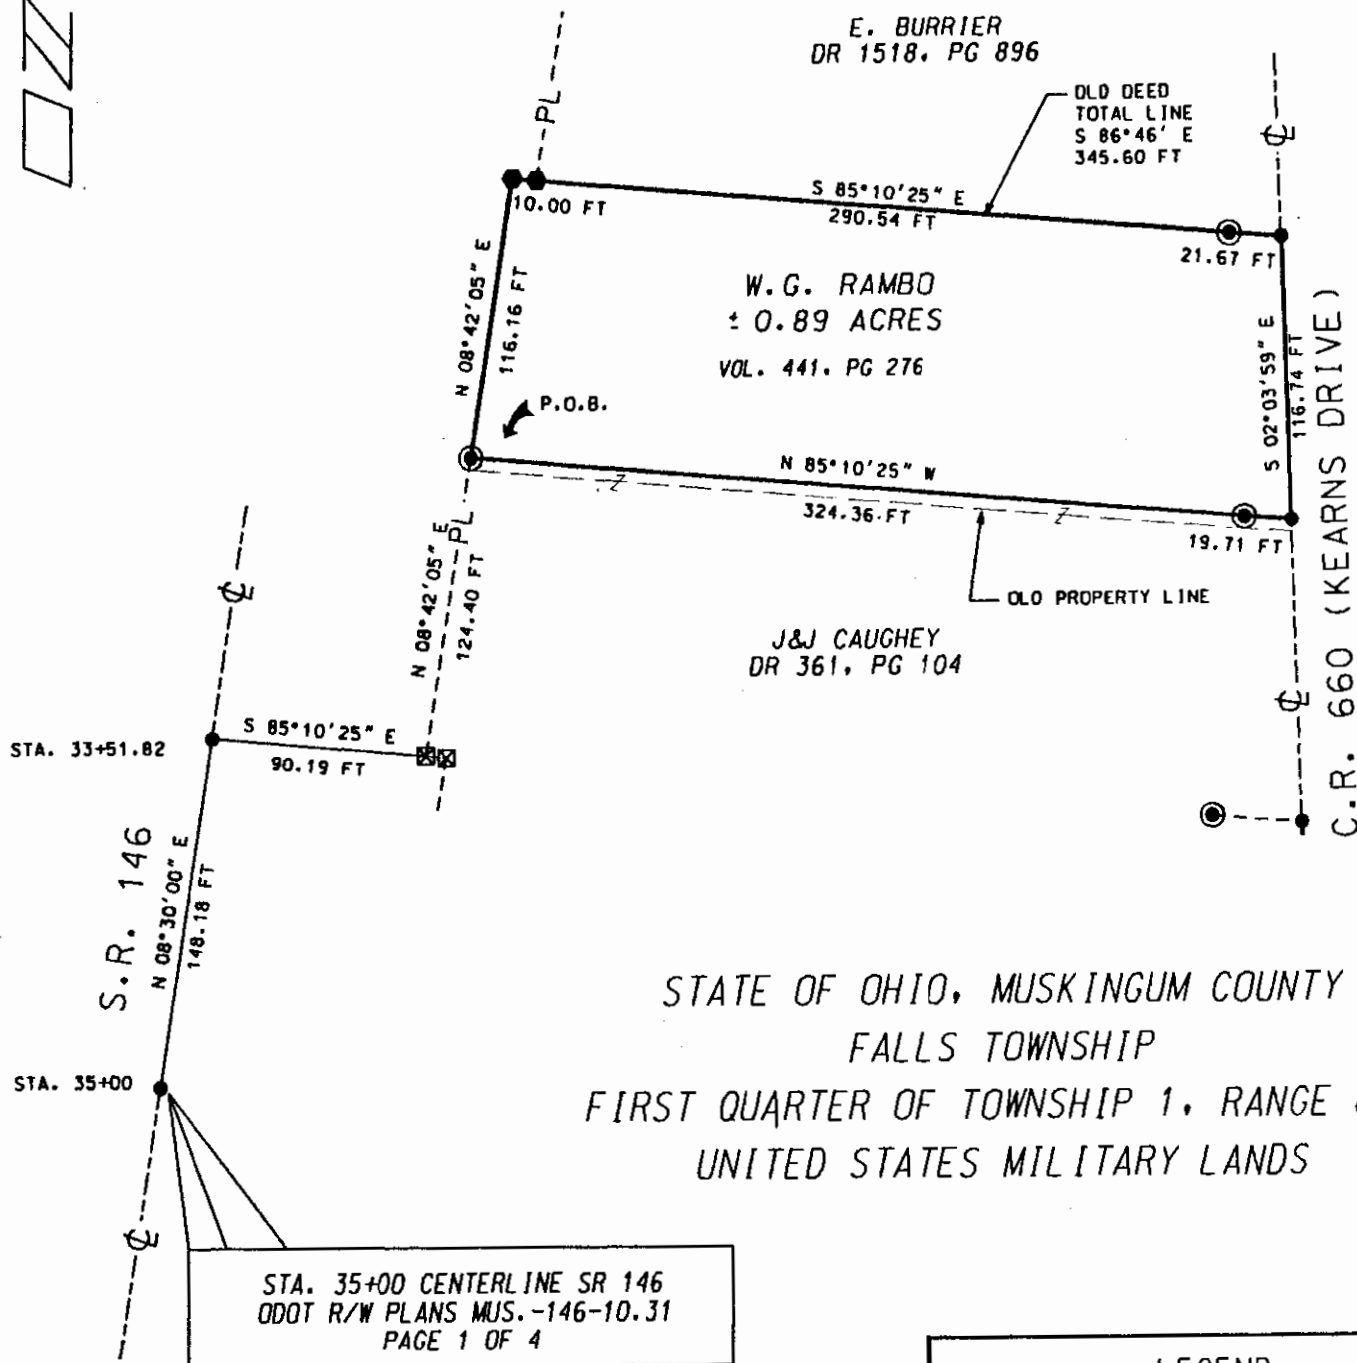 E. BURRIER
DR 1518, PG 896
OLD DEED
TOTAL LINE
S 86°46' E
345.60 FT
PL
℄
S 85°10'25" E
10.00 FT
290.54 FT
21.67 FT
N 08°42'05" E
116.16 FT
W.G. RAMBO
± 0.89 ACRES
VOL. 441, PG 276
S 02°03'59" E
116.74 FT
P.O.B.
N 85°10'25" W
Z
Z
324.36 FT
19.71 FT
PL
N 08°42'05" E
124.40 FT
OLD PROPERTY LINE
C.R. 660 (KEARNS DRIVE)
℄
J&J CAUGHEY
DR 361, PG 104
℄
S 85°10'25" E
STA. 33+51.82
90.19 FT
S.R. 146
N 08°30'00" E
148.18 FT
STATE OF OHIO, MUSKINGUM COUNTY
FALLS TOWNSHIP
STA. 35+00
FIRST QUARTER OF TOWNSHIP 1, RANGE
UNITED STATES MILITARY LANDS
℄
STA. 35+00 CENTERLINE SR 146
ODOT R/W PLANS MUS.-146-10.31
PAGE 1 OF 4
LEGEND